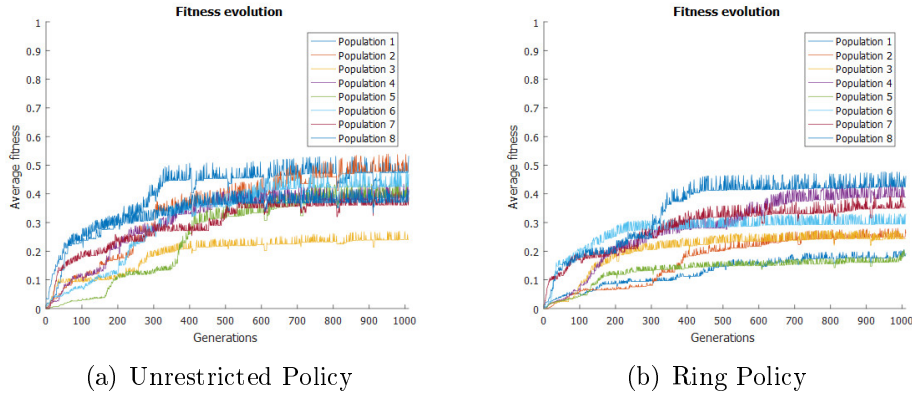 Fitness evolution
1
0.9
0.8
0.7
0.6
0.5
0.4
0.3
0.2
0.1
0
Average fitness
0 100 200 300 400 500 600 700 800 900 1000
Generations
Population 1
Population 2
Population 3
Population 4
Population 5
Population 6
Population 7
Population 8
(a) Unrestricted Policy
Fitness evolution
1
0.9
0.8
0.7
0.6
0.5
0.4
0.3
0.2
0.1
0
Average fitness
0 100 200 300 400 500 600 700 800 900 1000
Generations
Population 1
Population 2
Population 3
Population 4
Population 5
Population 6
Population 7
Population 8
(b) Ring Policy